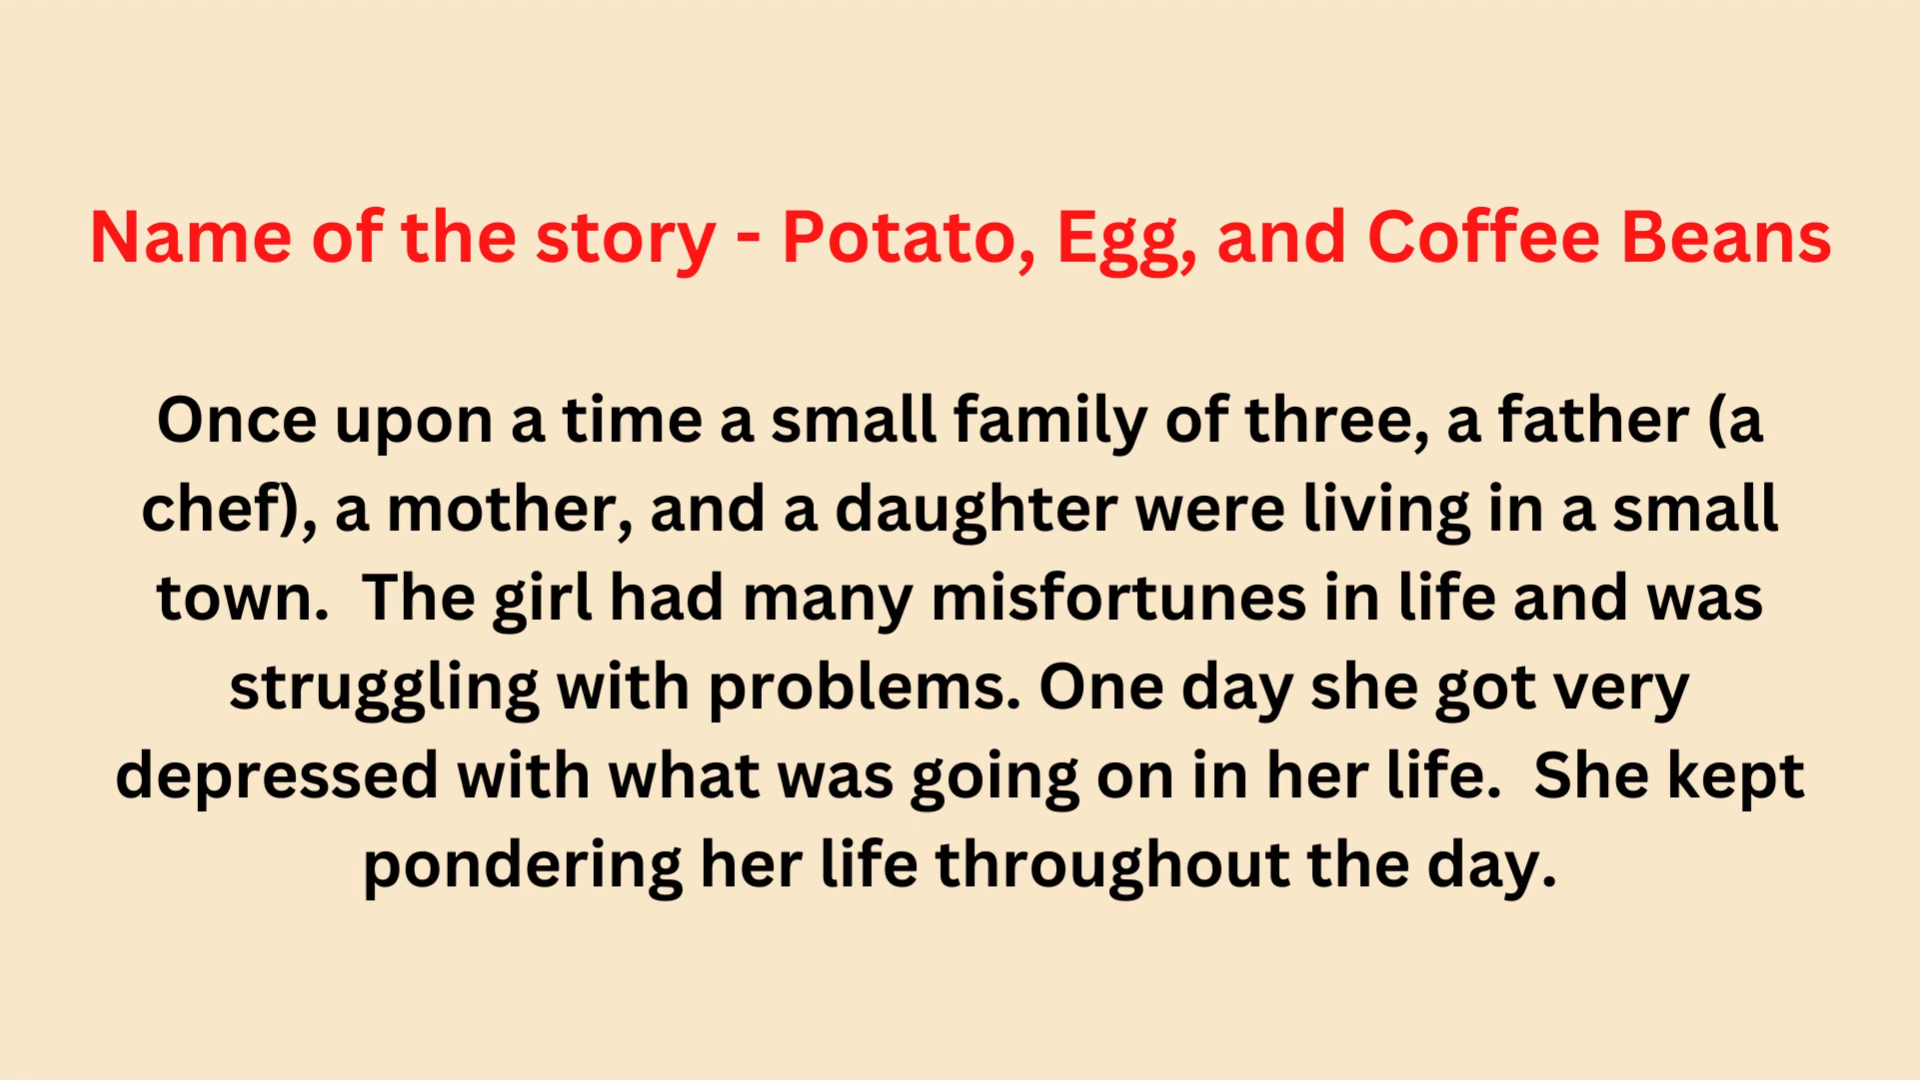 Name of the story - Potato, Egg, and Coffee Beans
Once upon a time a small family of three, a father (a
chef), a mother, and a daughter were living in a small
town.  The girl had many misfortunes in life and was
struggling with problems. One day she got very
depressed with what was going on in her life.  She kept
pondering her life throughout the day.